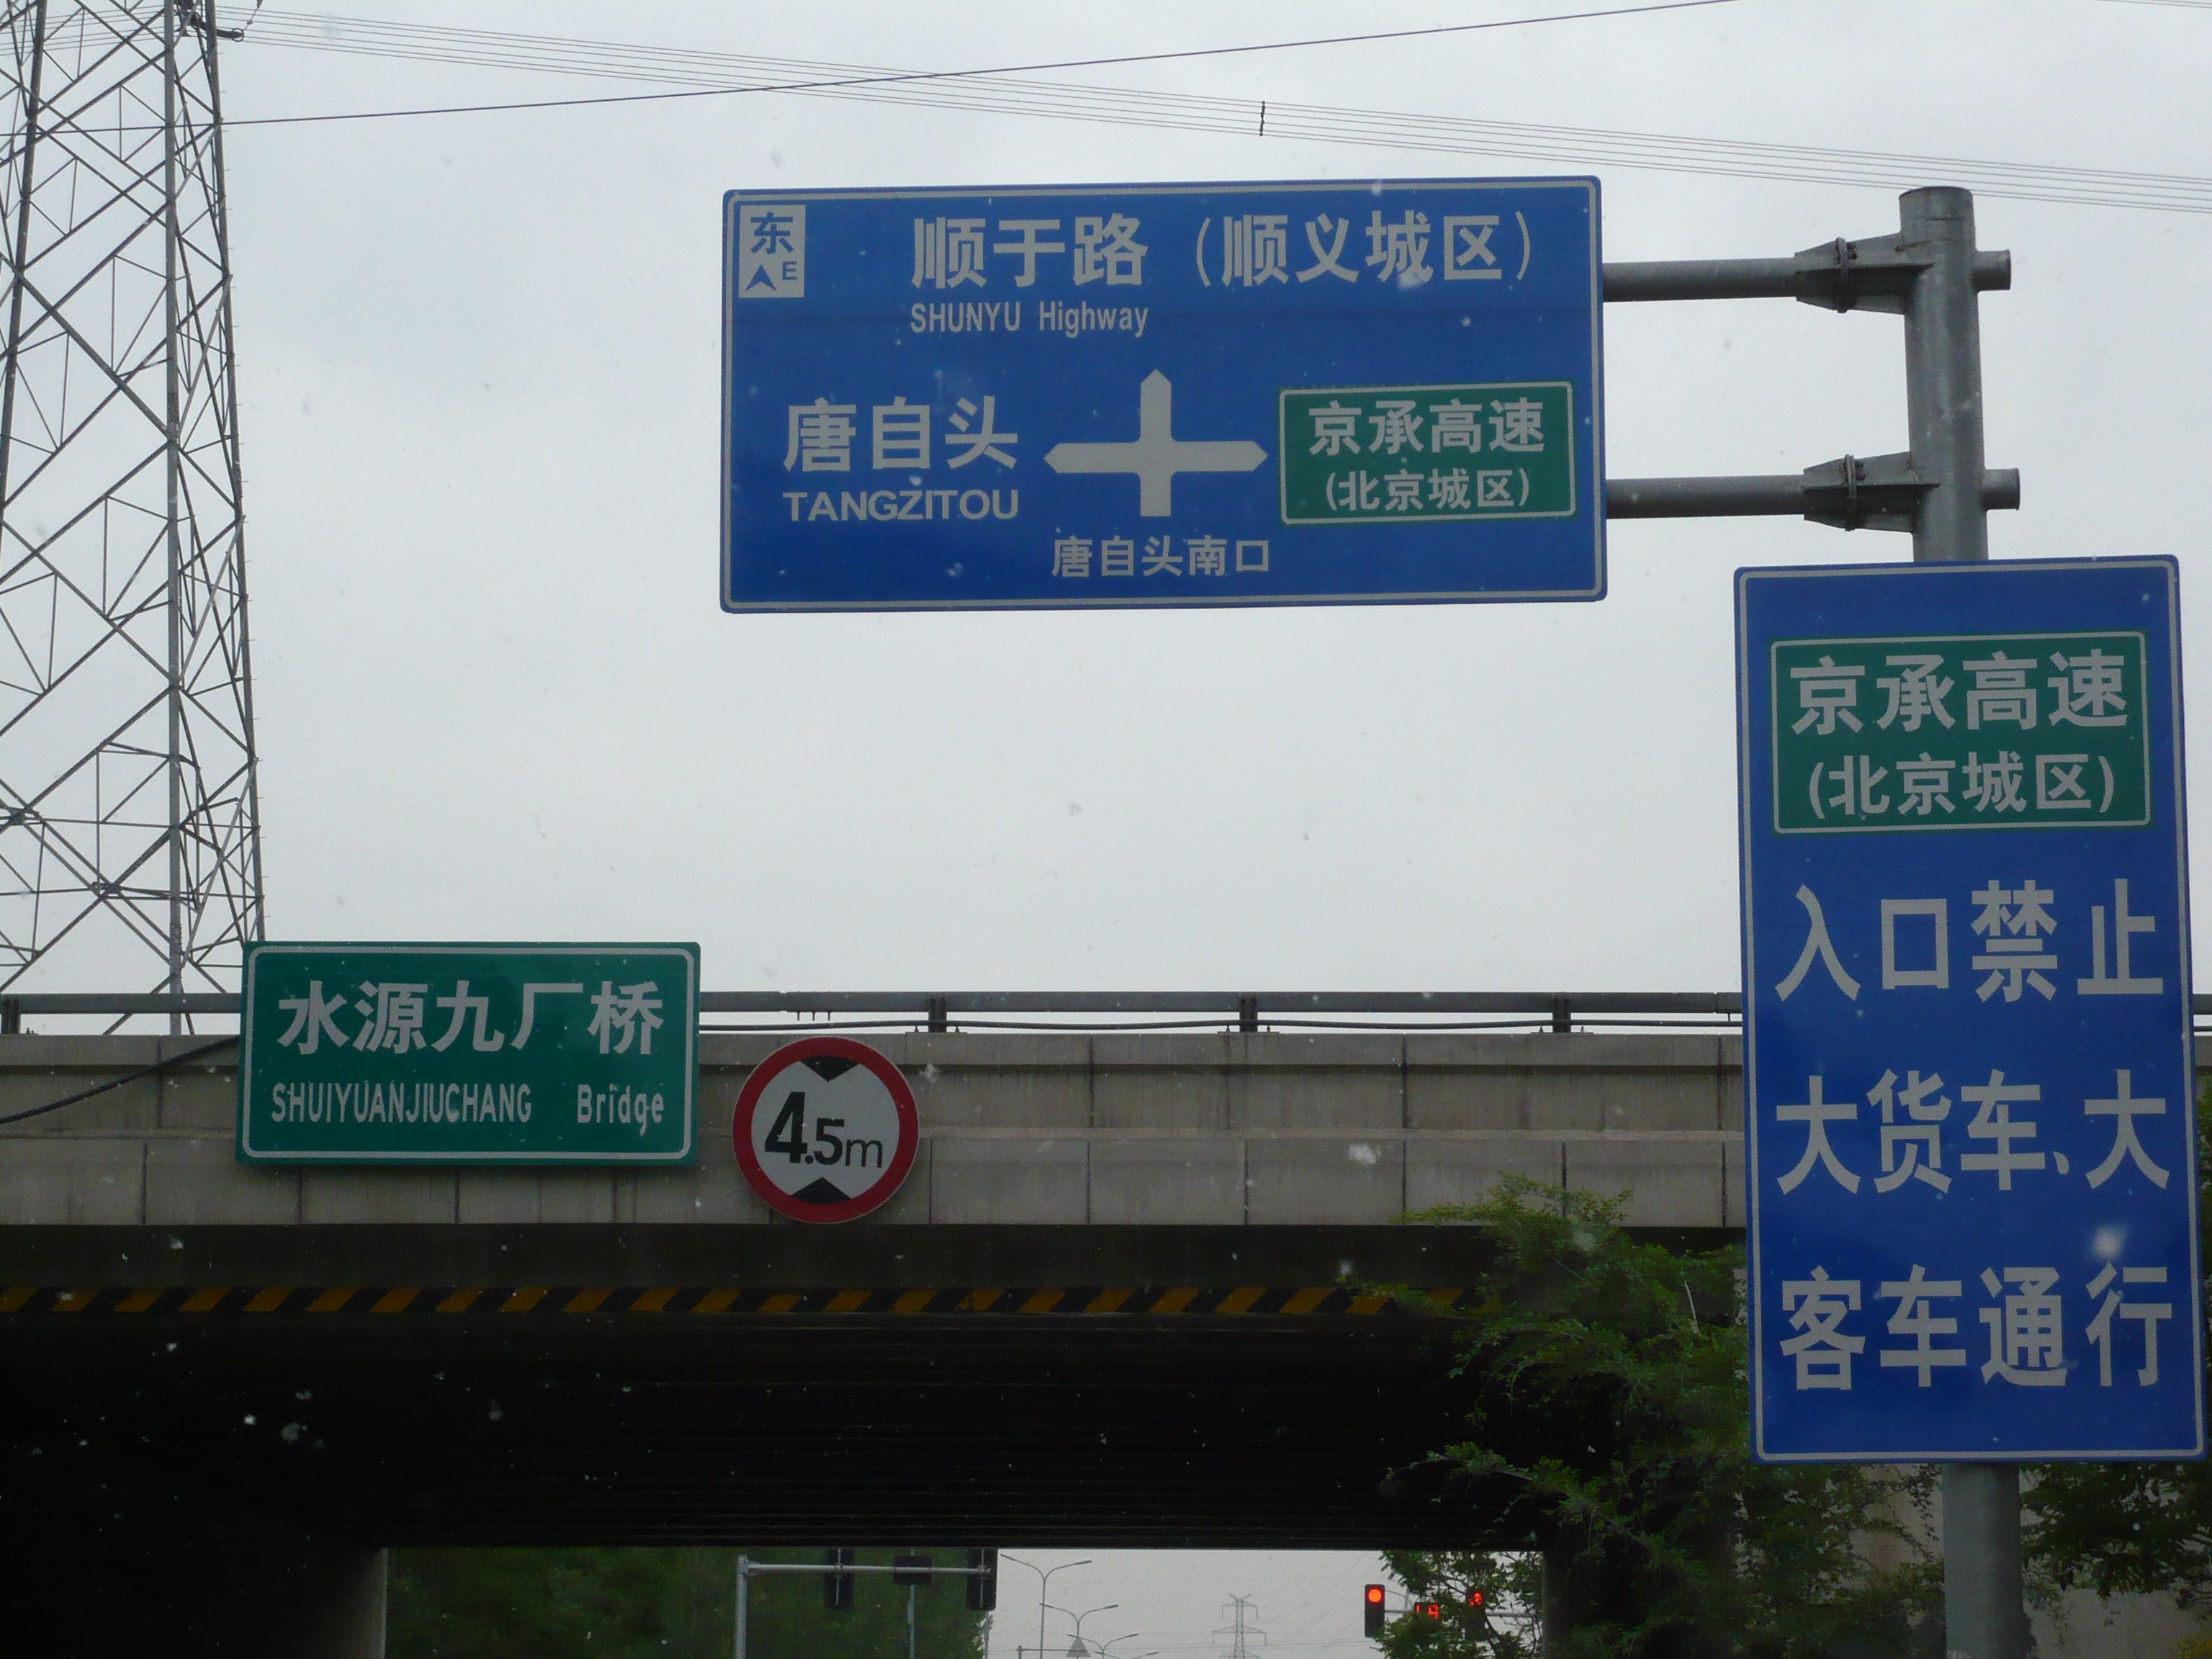 东
E
顺于路（顺义城区）
SHUNYU Highway
唐自头
TANGZITOU
京承高速
(北京城区)
唐自头南口
京承高速
(北京城区)
入口禁止
大货车、大
客车通行
水源九厂桥
SHUIYUANJIUCHANG Bridge
4.5m
19